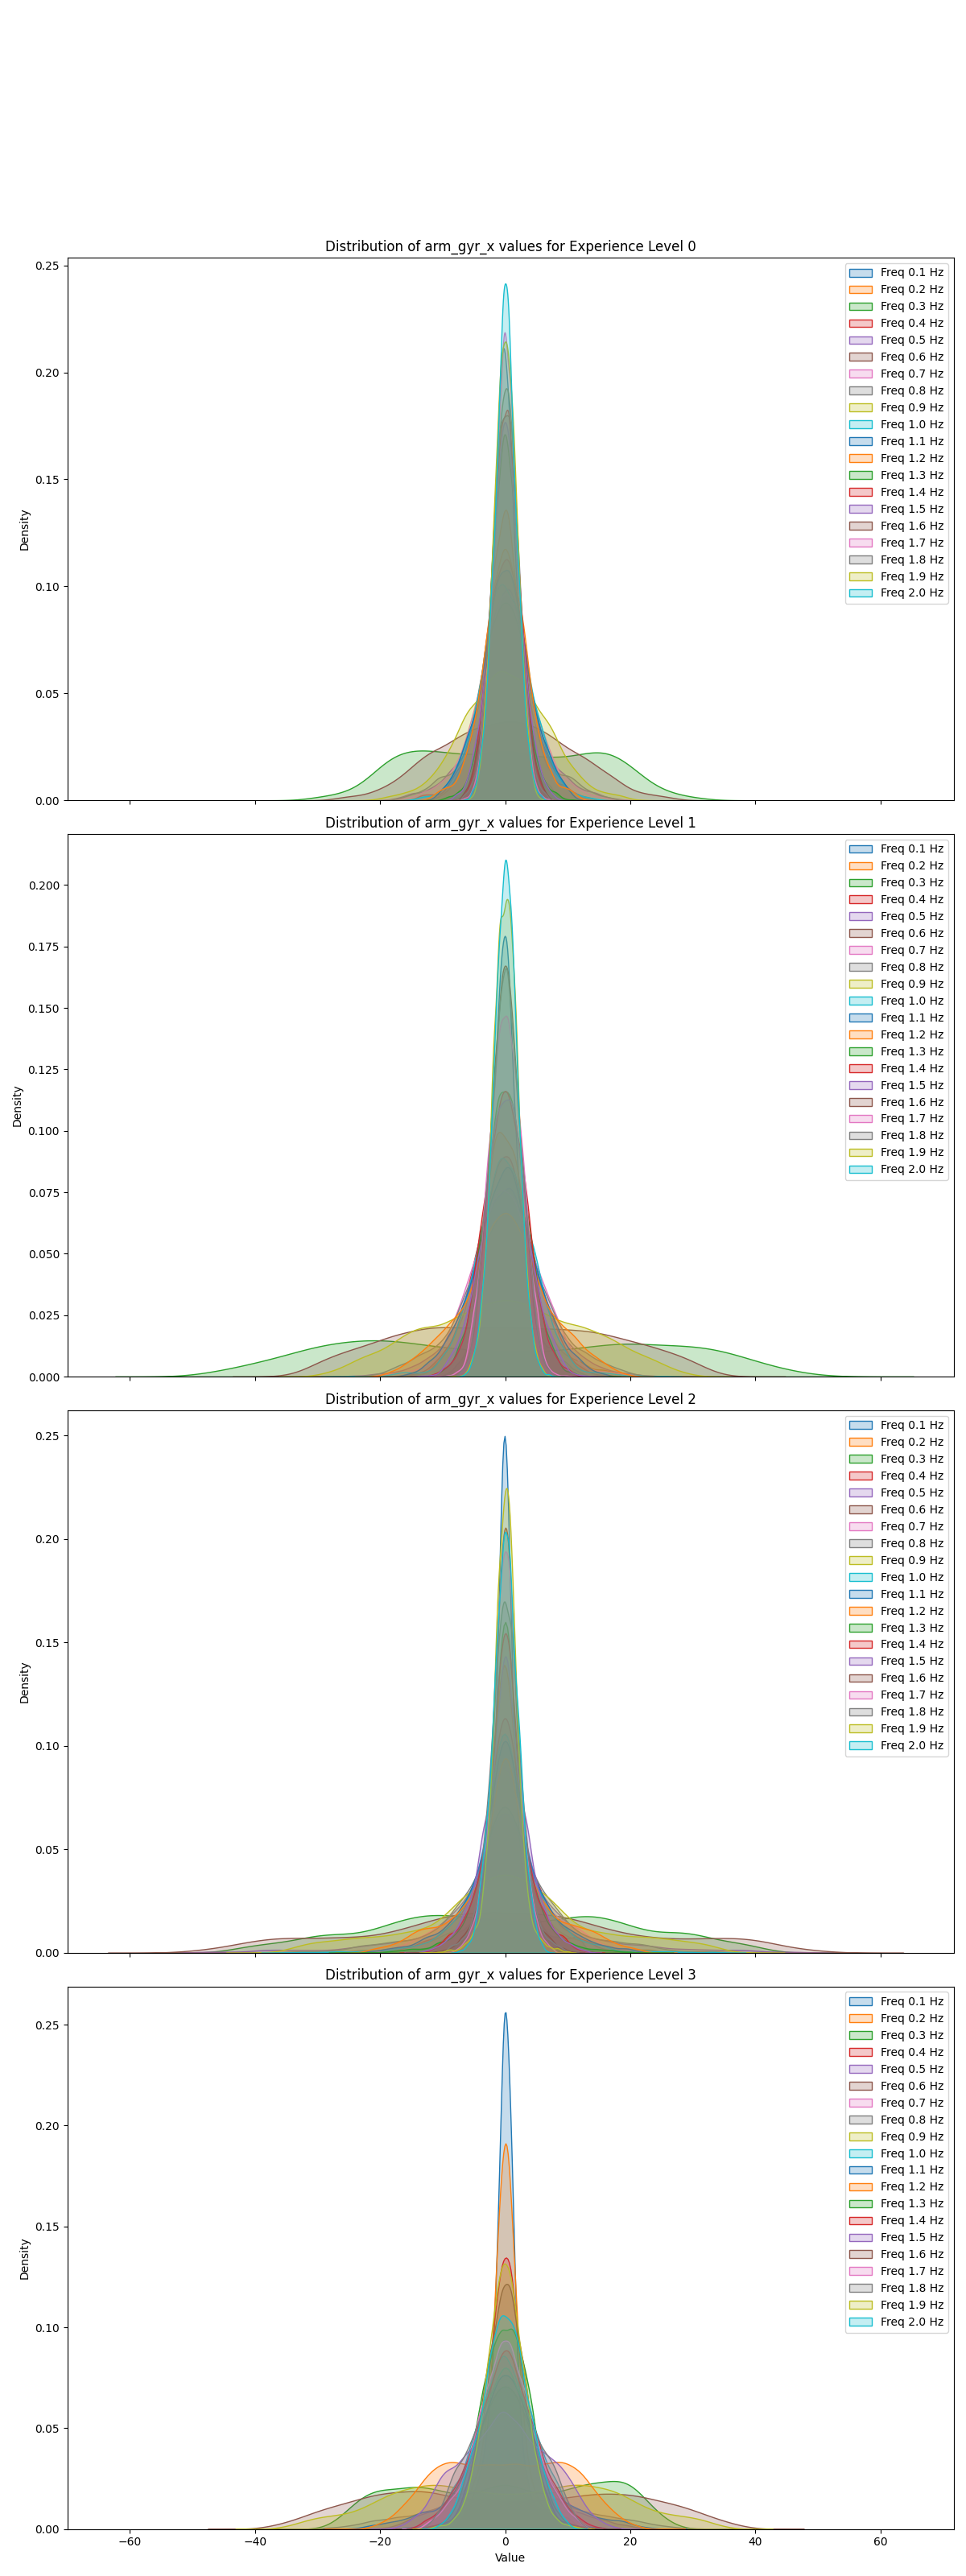 Distribution of arm_gyr_x values for Experience Level 0
0.25
0.20
0.15
0.10
0.05
0.00
Density
Freq 0.1 Hz
Freq 0.2 Hz
Freq 0.3 Hz
Freq 0.4 Hz
Freq 0.5 Hz
Freq 0.6 Hz
Freq 0.7 Hz
Freq 0.8 Hz
Freq 0.9 Hz
Freq 1.0 Hz
Freq 1.1 Hz
Freq 1.2 Hz
Freq 1.3 Hz
Freq 1.4 Hz
Freq 1.5 Hz
Freq 1.6 Hz
Freq 1.7 Hz
Freq 1.8 Hz
Freq 1.9 Hz
Freq 2.0 Hz
Distribution of arm_gyr_x values for Experience Level 1
0.200
0.175
0.150
0.125
0.100
0.075
0.050
0.025
0.000
Density
Freq 0.1 Hz
Freq 0.2 Hz
Freq 0.3 Hz
Freq 0.4 Hz
Freq 0.5 Hz
Freq 0.6 Hz
Freq 0.7 Hz
Freq 0.8 Hz
Freq 0.9 Hz
Freq 1.0 Hz
Freq 1.1 Hz
Freq 1.2 Hz
Freq 1.3 Hz
Freq 1.4 Hz
Freq 1.5 Hz
Freq 1.6 Hz
Freq 1.7 Hz
Freq 1.8 Hz
Freq 1.9 Hz
Freq 2.0 Hz
Distribution of arm_gyr_x values for Experience Level 2
0.25
0.20
0.15
0.10
0.05
0.00
Density
Freq 0.1 Hz
Freq 0.2 Hz
Freq 0.3 Hz
Freq 0.4 Hz
Freq 0.5 Hz
Freq 0.6 Hz
Freq 0.7 Hz
Freq 0.8 Hz
Freq 0.9 Hz
Freq 1.0 Hz
Freq 1.1 Hz
Freq 1.2 Hz
Freq 1.3 Hz
Freq 1.4 Hz
Freq 1.5 Hz
Freq 1.6 Hz
Freq 1.7 Hz
Freq 1.8 Hz
Freq 1.9 Hz
Freq 2.0 Hz
Distribution of arm_gyr_x values for Experience Level 3
0.25
0.20
0.15
0.10
0.05
0.00
Density
Freq 0.1 Hz
Freq 0.2 Hz
Freq 0.3 Hz
Freq 0.4 Hz
Freq 0.5 Hz
Freq 0.6 Hz
Freq 0.7 Hz
Freq 0.8 Hz
Freq 0.9 Hz
Freq 1.0 Hz
Freq 1.1 Hz
Freq 1.2 Hz
Freq 1.3 Hz
Freq 1.4 Hz
Freq 1.5 Hz
Freq 1.6 Hz
Freq 1.7 Hz
Freq 1.8 Hz
Freq 1.9 Hz
Freq 2.0 Hz
−60 −40 −20 0 20 40 60
Value